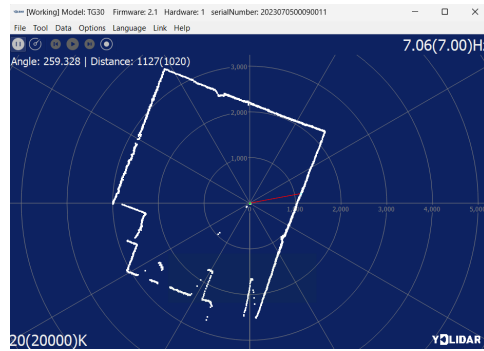 [Working] Model: TG30 Firmware: 2.1 Hardware: 1 serialNumber: 2023070500090011
File Tool Data Options Language Link Help
7.06(7.00)H
Angle: 259.328 | Distance: 1127(1020)
3,000
2,000
1,000
0 1,000 2,000 3,000 4,000 5,0
20(20000)K
YDLIDAR